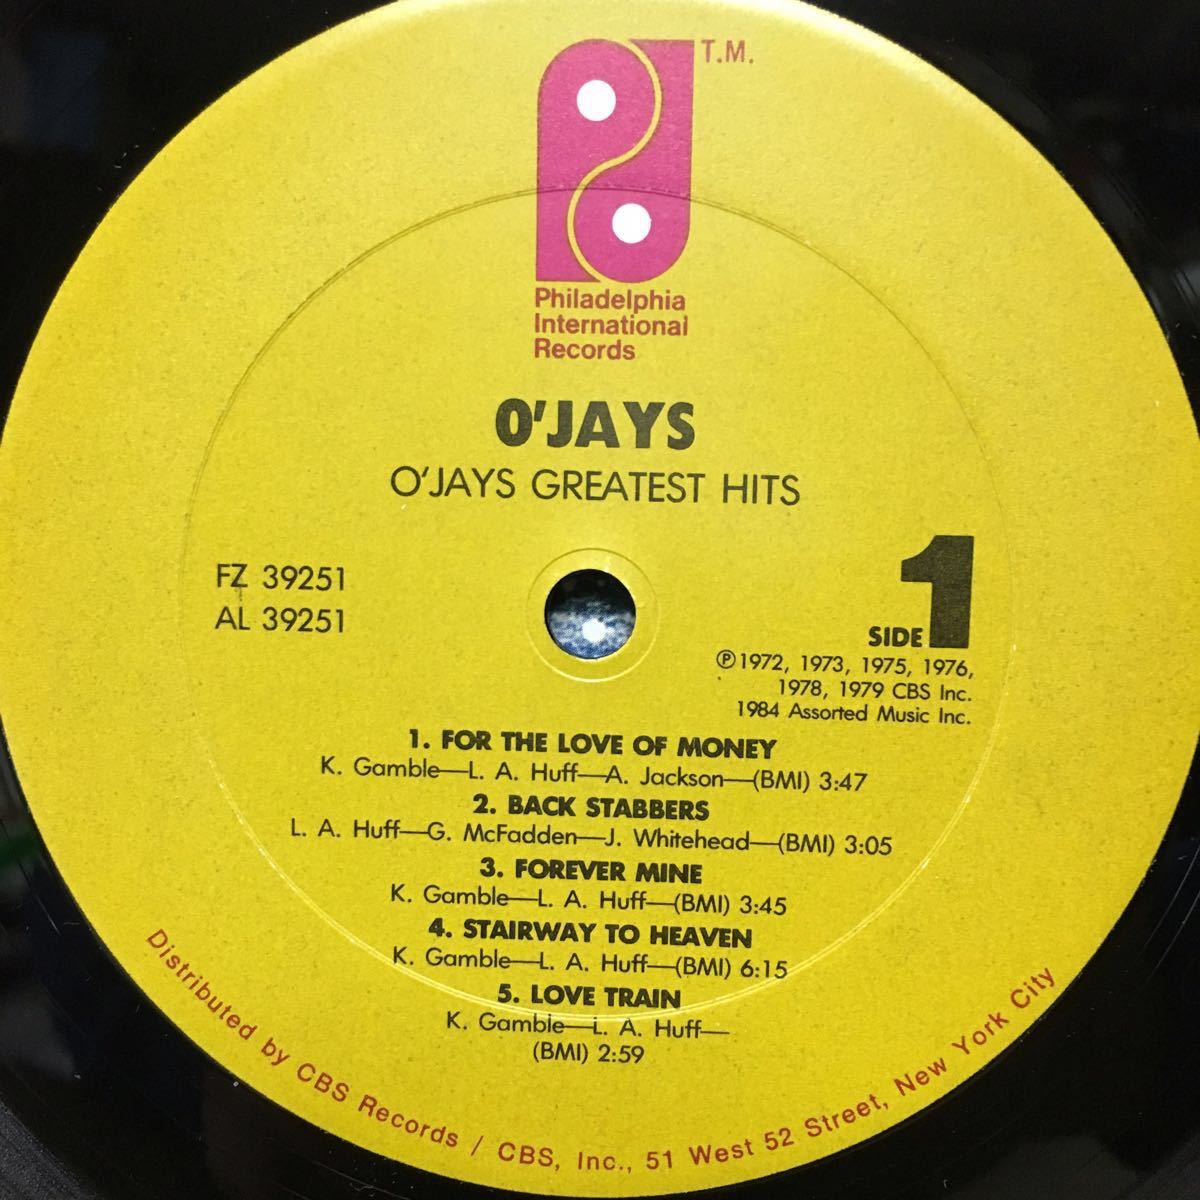 T.M.
Philadelphia
International
Records
O'JAYS
O'JAYS GREATEST HITS
FZ 39251
AL 39251
SIDE 1
℗1972, 1973, 1975, 1976,
1978, 1979 CBS Inc.
1984 Assorted Music Inc.
1. FOR THE LOVE OF MONEY
K. Gamble—L. A. Huff—A. Jackson—(BMI) 3:47
2. BACK STABBERS
L. A. Huff—G. McFadden—J. Whitehead—(BMI) 3:05
3. FOREVER MINE
K. Gamble—L. A. Huff—(BMI) 3:45
4. STAIRWAY TO HEAVEN
K. Gamble—L. A. Huff—(BMI) 6:15
5. LOVE TRAIN
K. Gamble—L. A. Huff—
(BMI) 2:59
Distributed by CBS Records / CBS, Inc., 51 West 52 Street, New York City